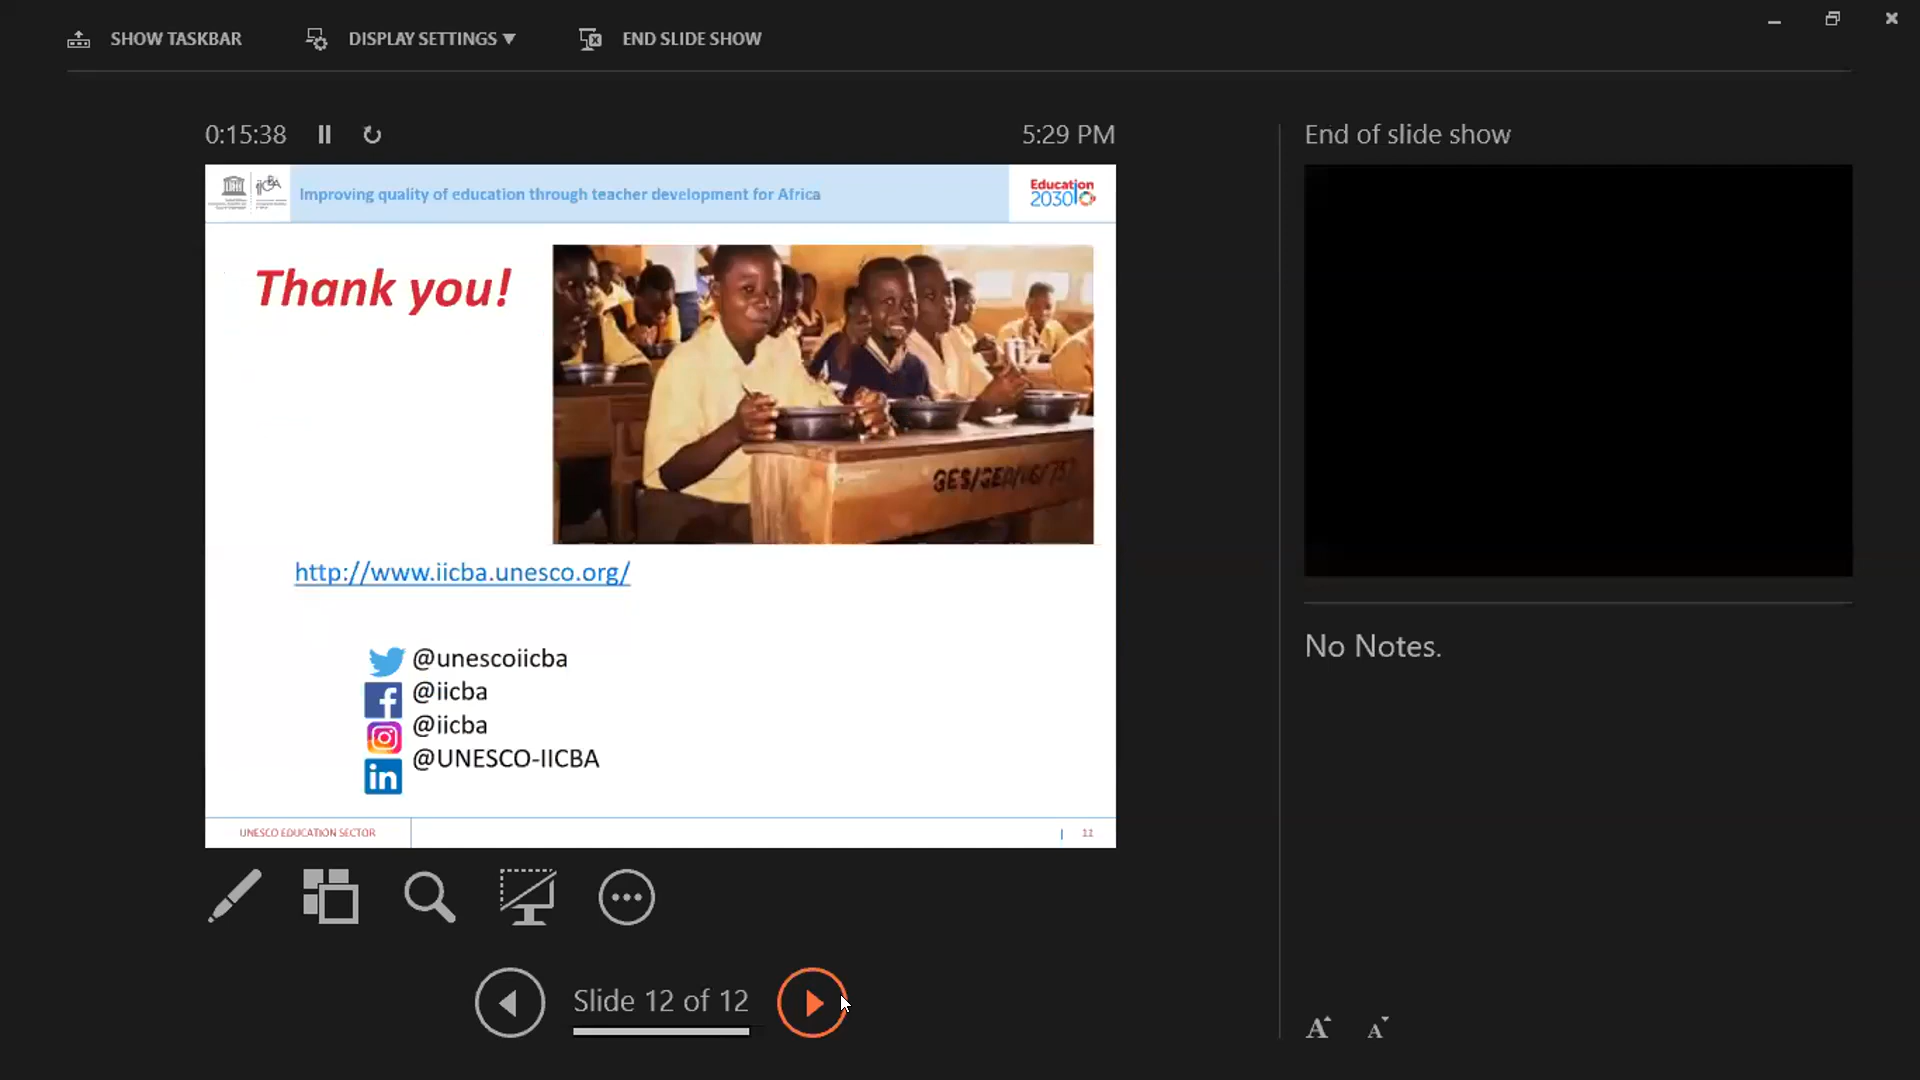 SHOW TASKBAR
DISPLAY SETTINGS
END SLIDE SHOW
0:15:38
5:29 PM
End of slide show
Improving quality of education through teacher development for Africa
Education
2030
Thank you!
http://www.iicba.unesco.org/
@unescoiicba
@iicba
@iicba
@UNESCO-IICBA
UNESCO EDUCATION SECTOR
| 12
No Notes.
Slide 12 of 12